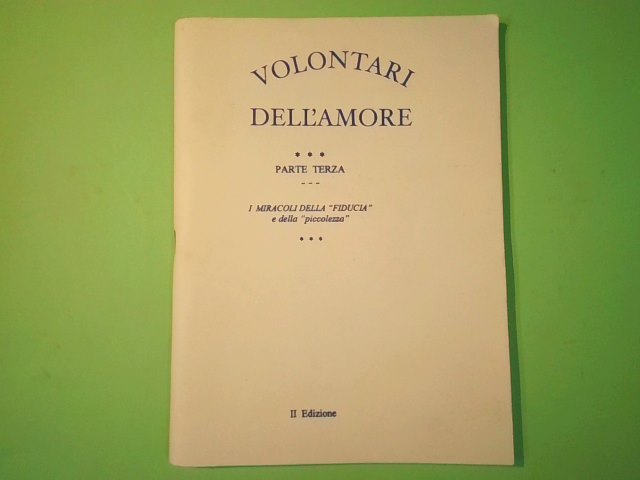 VOLONTARI
DELL'AMORE
* * *
PARTE TERZA
---
I MIRACOLI DELLA "FIDUCIA"
e della "piccolezza"
* * *
II Edizione